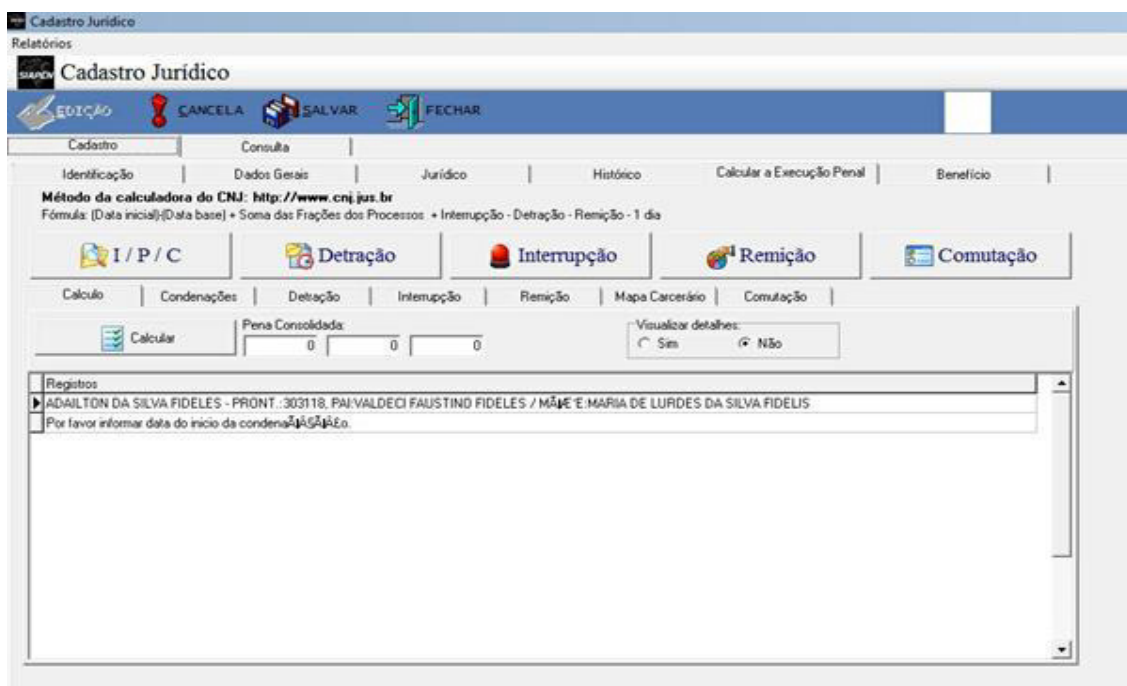 Cadastro Jurídico
Relatórios
SIAPEN Cadastro Jurídico
EDIÇÃO CANCELA SALVAR FECHAR
Cadastro Consulta
Identificação Dados Gerais Jurídico Histórico Calcular a Execução Penal Benefício
Método da calculadora do CNJ: http://www.cnj.jus.br
Fórmula: (Data inicial)(Data base) + Soma das Frações dos Processos + Interrupção - Detração - Remição - 1 dia
I / P / C Detração Interrupção Remição Comutação
Calculo Condenações Detração Interrupção Remição Mapa Carcerário Comutação
Calcular Pena Consolidada: 0 0 0 Visualizar detalhes: Sim Não
Registros
ADAILTON DA SILVA FIDELES - PRONT.:303118, PAI:VALDECI FAUSTINO FIDELES / MÃƑE:MARIA DE LURDES DA SILVA FIDELIS
Por favor informar data do inicio da